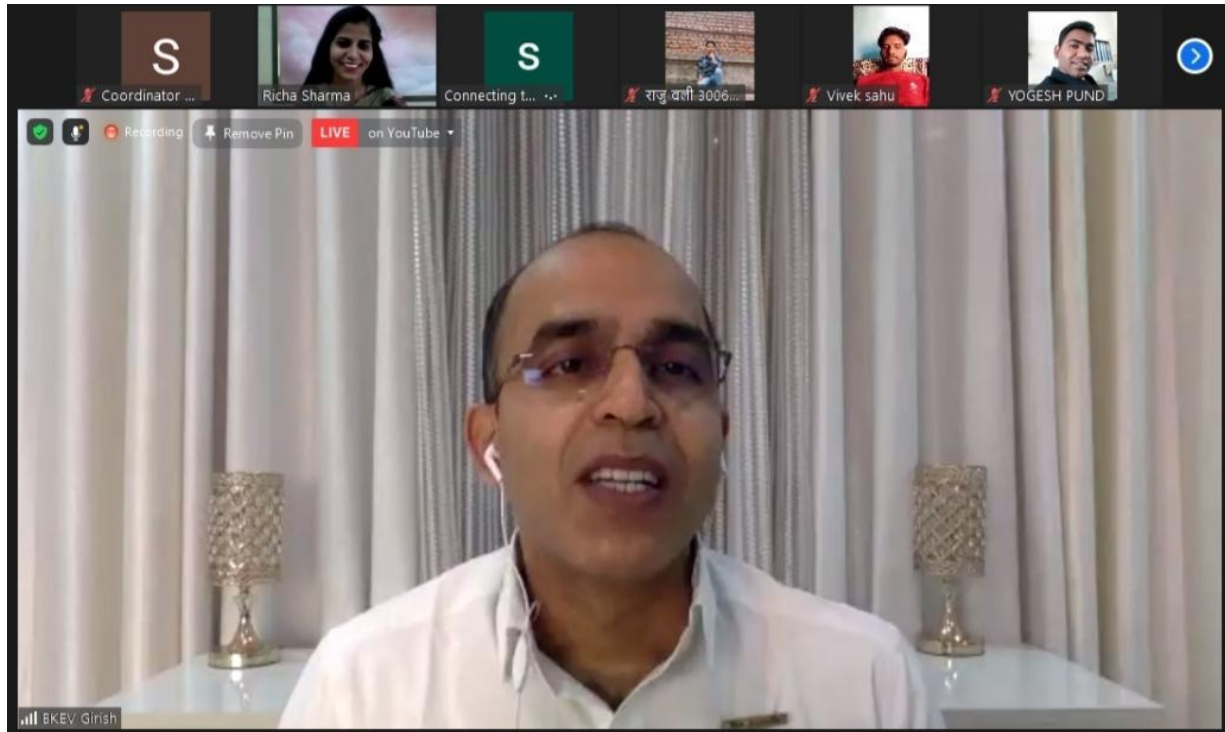 S
S
Coordinator ...
Richa Sharma
Connecting t...
राजु वली 3006...
Vivek sahu
YOGESH PUND
Recording
Remove Pin
LIVE on YouTube
BKEV Girish